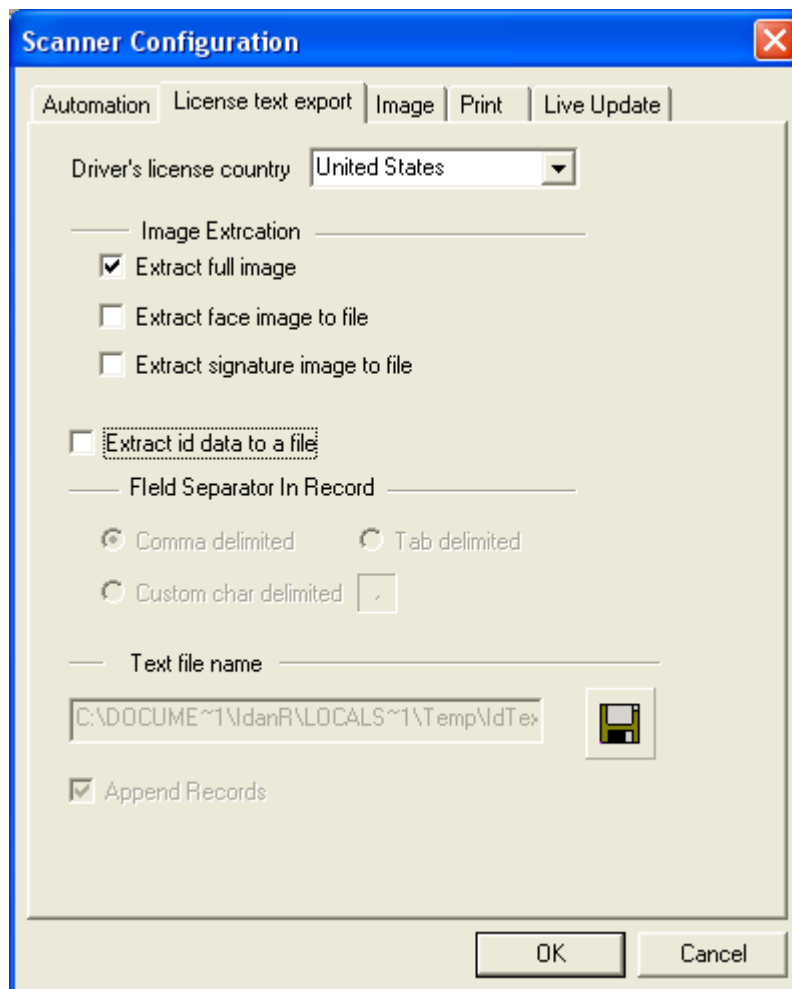 Scanner Configuration
Automation License text export Image Print Live Update
Driver's license country United States
Image Extrcation
Extract full image
Extract face image to file
Extract signature image to file
Extract id data to a file
FIeld Separator In Record
Comma delimited Tab delimited
Custom char delimited ,
Text file name
C:\DOCUME~1\IdanR\LOCALS~1\Temp\IdTex
Append Records
OK Cancel